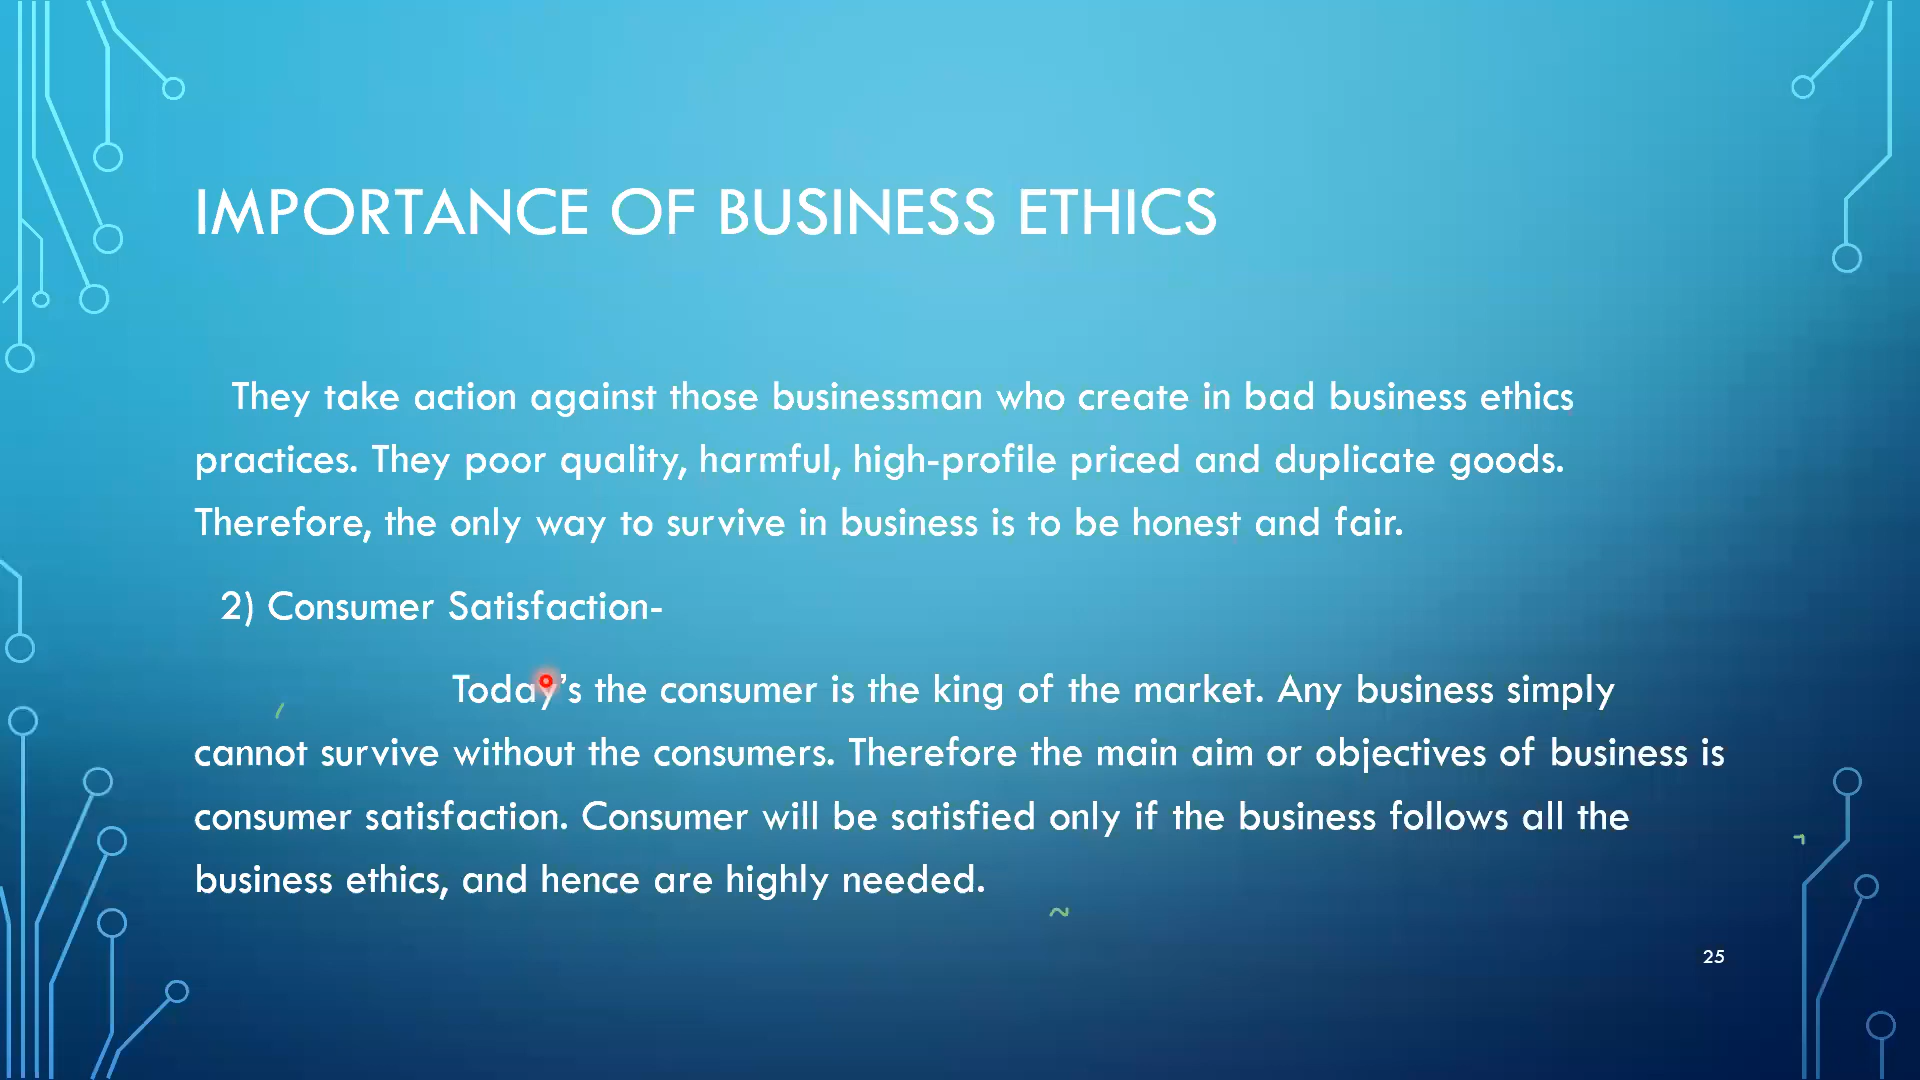 IMPORTANCE OF BUSINESS ETHICS
They take action against those businessman who create in bad business ethics
practices. They poor quality, harmful, high-profile priced and duplicate goods.
Therefore, the only way to survive in business is to be honest and fair.
2) Consumer Satisfaction-
Today’s the consumer is the king of the market. Any business simply
cannot survive without the consumers. Therefore the main aim or objectives of business is
consumer satisfaction. Consumer will be satisfied only if the business follows all the
business ethics, and hence are highly needed.
25